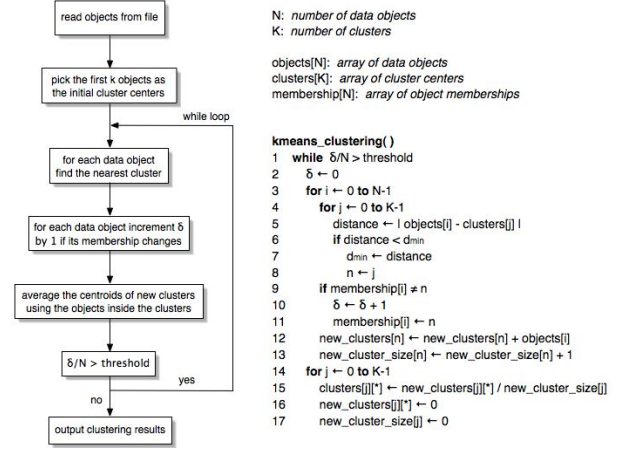 read objects from file
pick the first k objects as
the initial cluster centers
while loop
for each data object
find the nearest cluster
for each data object increment δ
by 1 if its membership changes
average the centroids of new clusters
using the objects inside the clusters
δ/N > threshold
yes
no
output clustering results
N: number of data objects
K: number of clusters
objects[N]: array of data objects
clusters[K]: array of cluster centers
membership[N]: array of object memberships
kmeans_clustering( )
1 while δ/N > threshold
2 δ ← 0
3 for i ← 0 to N-1
4 for j ← 0 to K-1
5 distance ← | objects[i] - clusters[j] |
6 if distance < dmin
7 dmin ← distance
8 n ← j
9 if membership[i] ≠ n
10 δ ← δ + 1
11 membership[i] ← n
12 new_clusters[n] ← new_clusters[n] + objects[i]
13 new_cluster_size[n] ← new_cluster_size[n] + 1
14 for j ← 0 to K-1
15 clusters[j][*] ← new_clusters[j][*] / new_cluster_size[j]
16 new_clusters[j][*] ← 0
17 new_cluster_size[j] ← 0